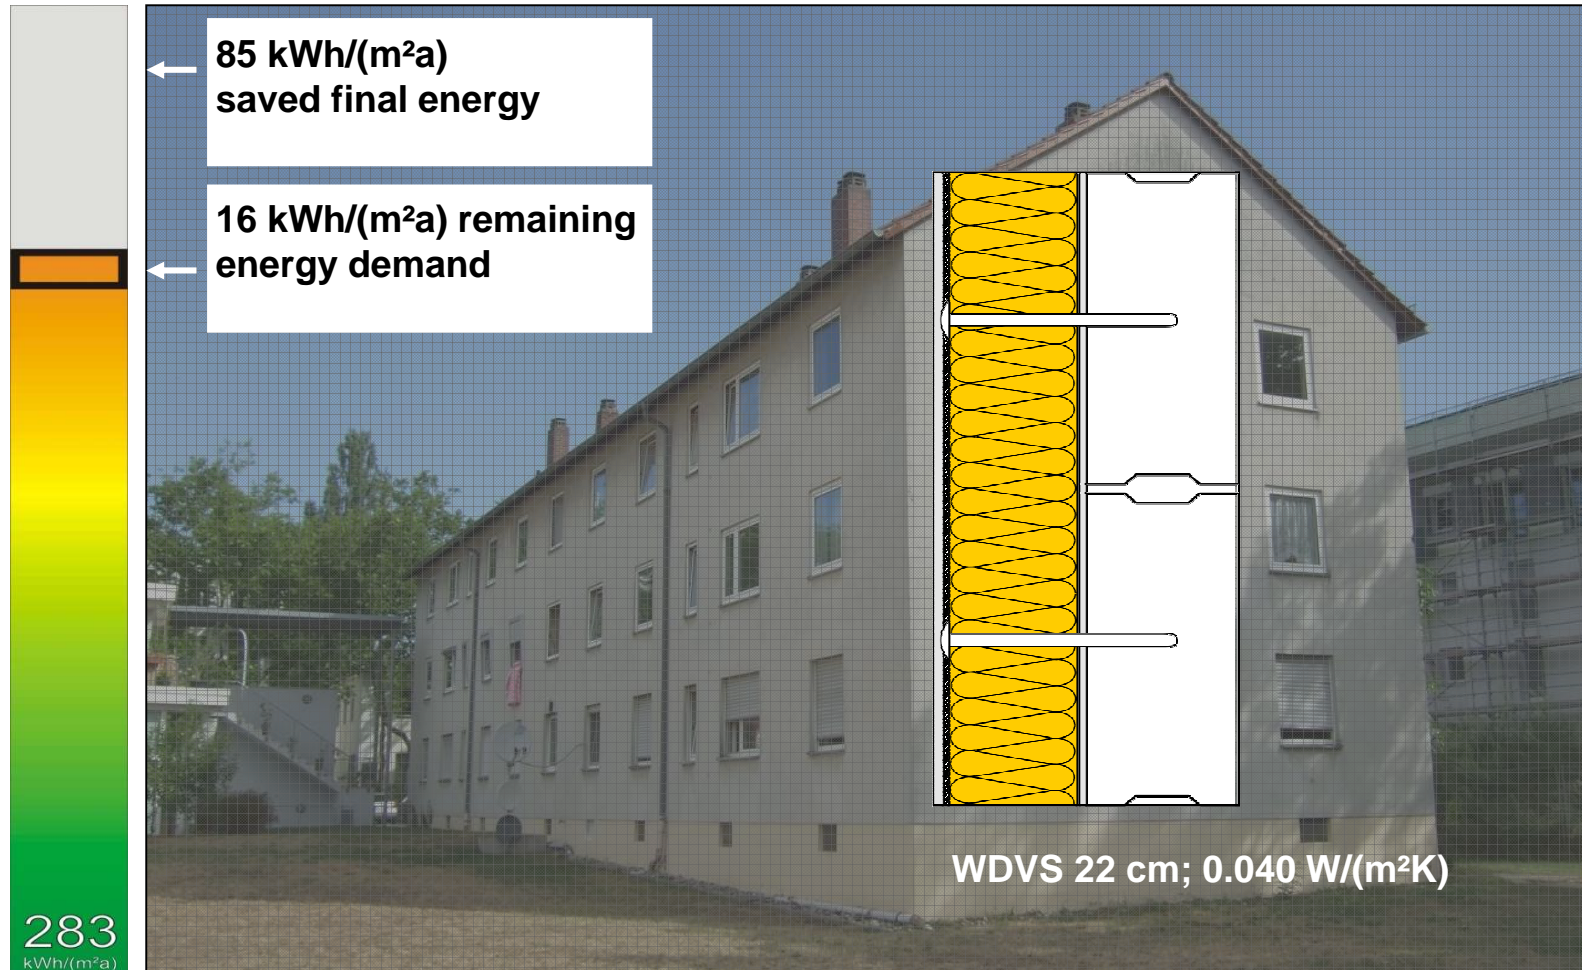 85 kWh/(m²a)
saved final energy
16 kWh/(m²a) remaining
energy demand
WDVS 22 cm; 0.040 W/(m²K)
283
kWh/(m²a)